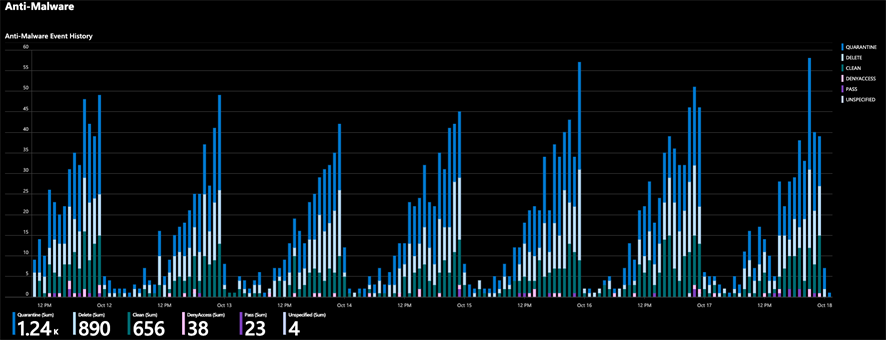 Anti-Malware
Anti-Malware Event History
60
55
50
45
40
35
30
25
20
15
10
5
0
12 PM Oct 12 12 PM Oct 13 12 PM Oct 14 12 PM Oct 15 12 PM Oct 16 12 PM Oct 17 12 PM Oct 18
QUARANTINE
DELETE
CLEAN
DENYACCESS
PASS
UNSPECIFIED
Quarantine (Sum) Delete (Sum) Clean (Sum) DenyAccess (Sum) Pass (Sum) Unspecified (Sum)
1.24 K 890 656 38 23 4